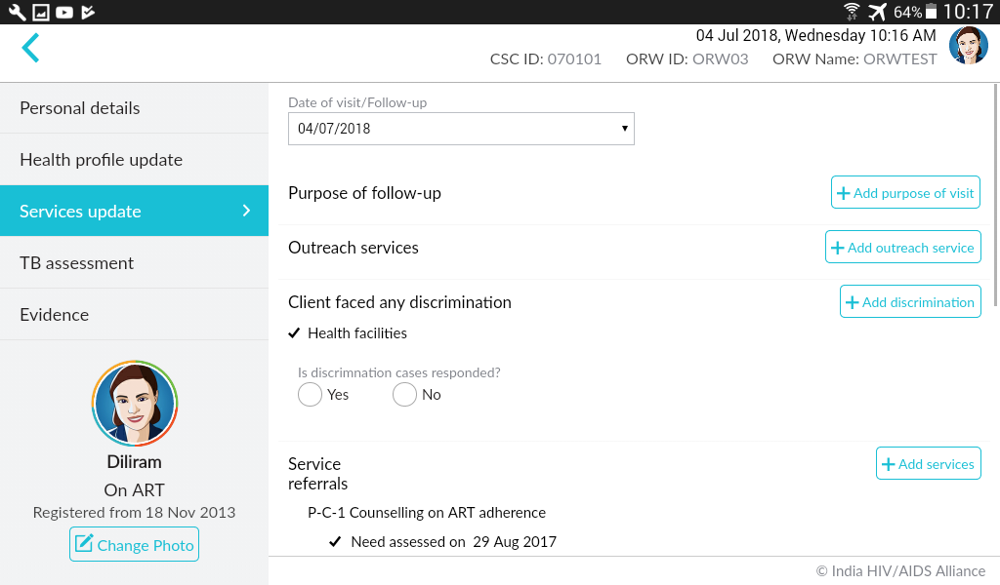 64% 10:17
04 Jul 2018, Wednesday 10:16 AM
CSC ID: 070101 ORW ID: ORW03 ORW Name: ORWTEST
Personal details
Health profile update
Services update
TB assessment
Evidence
Diliram
On ART
Registered from 18 Nov 2013
Change Photo
Date of visit/Follow-up
04/07/2018
Purpose of follow-up
Add purpose of visit
Outreach services
Add outreach service
Client faced any discrimination
Add discrimination
Health facilities
Is discrimnation cases responded?
Yes No
Service
referrals
Add services
P-C-1 Counselling on ART adherence
Need assessed on 29 Aug 2017
© India HIV/AIDS Alliance